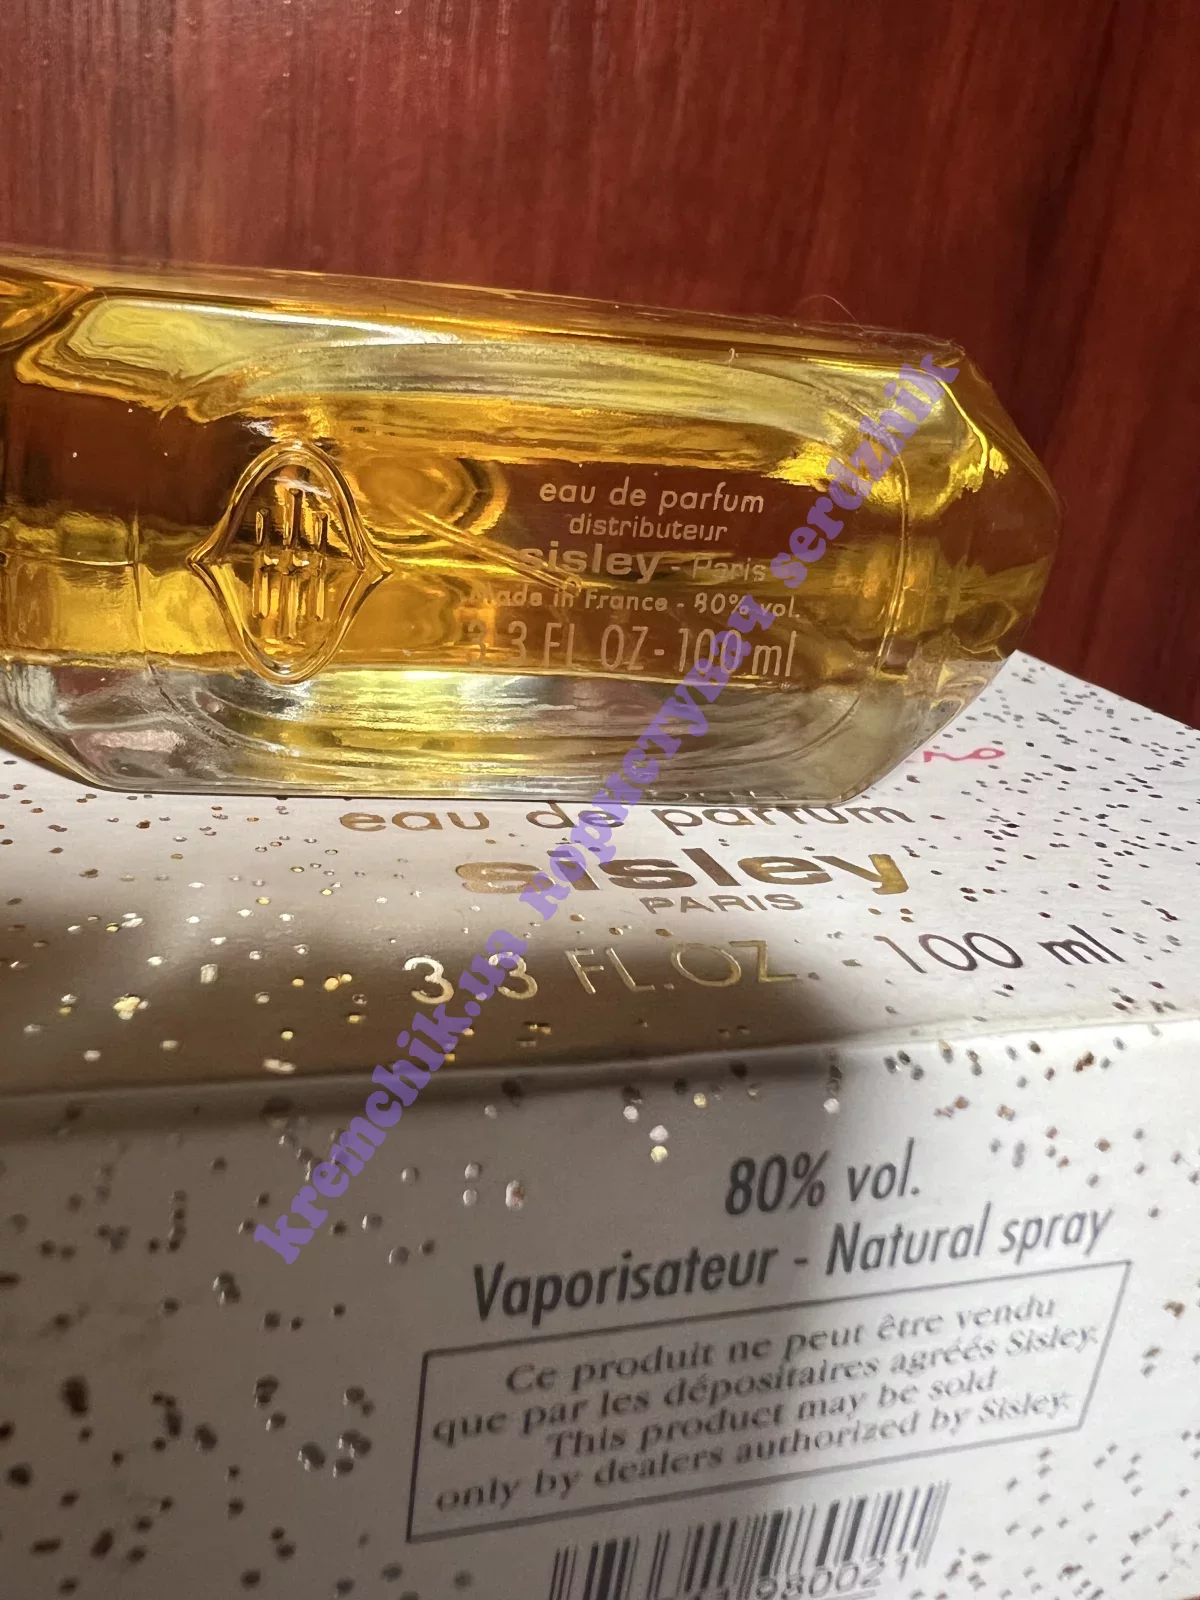 eau de parfum
distributeur
sisley - Paris
Made in France - 80% vol.
3.3 FL OZ - 100 ml
eau de parfum
sisley
PARIS
3.3 FL.OZ - 100 ml
80% vol.
Vaporisateur - Natural spray
Ce produit ne peut être vendu
que par les dépositaires agréés Sisley.
This product may be sold
only by dealers authorized by Sisley.
980021
kremchik.ua користувач serdzhik